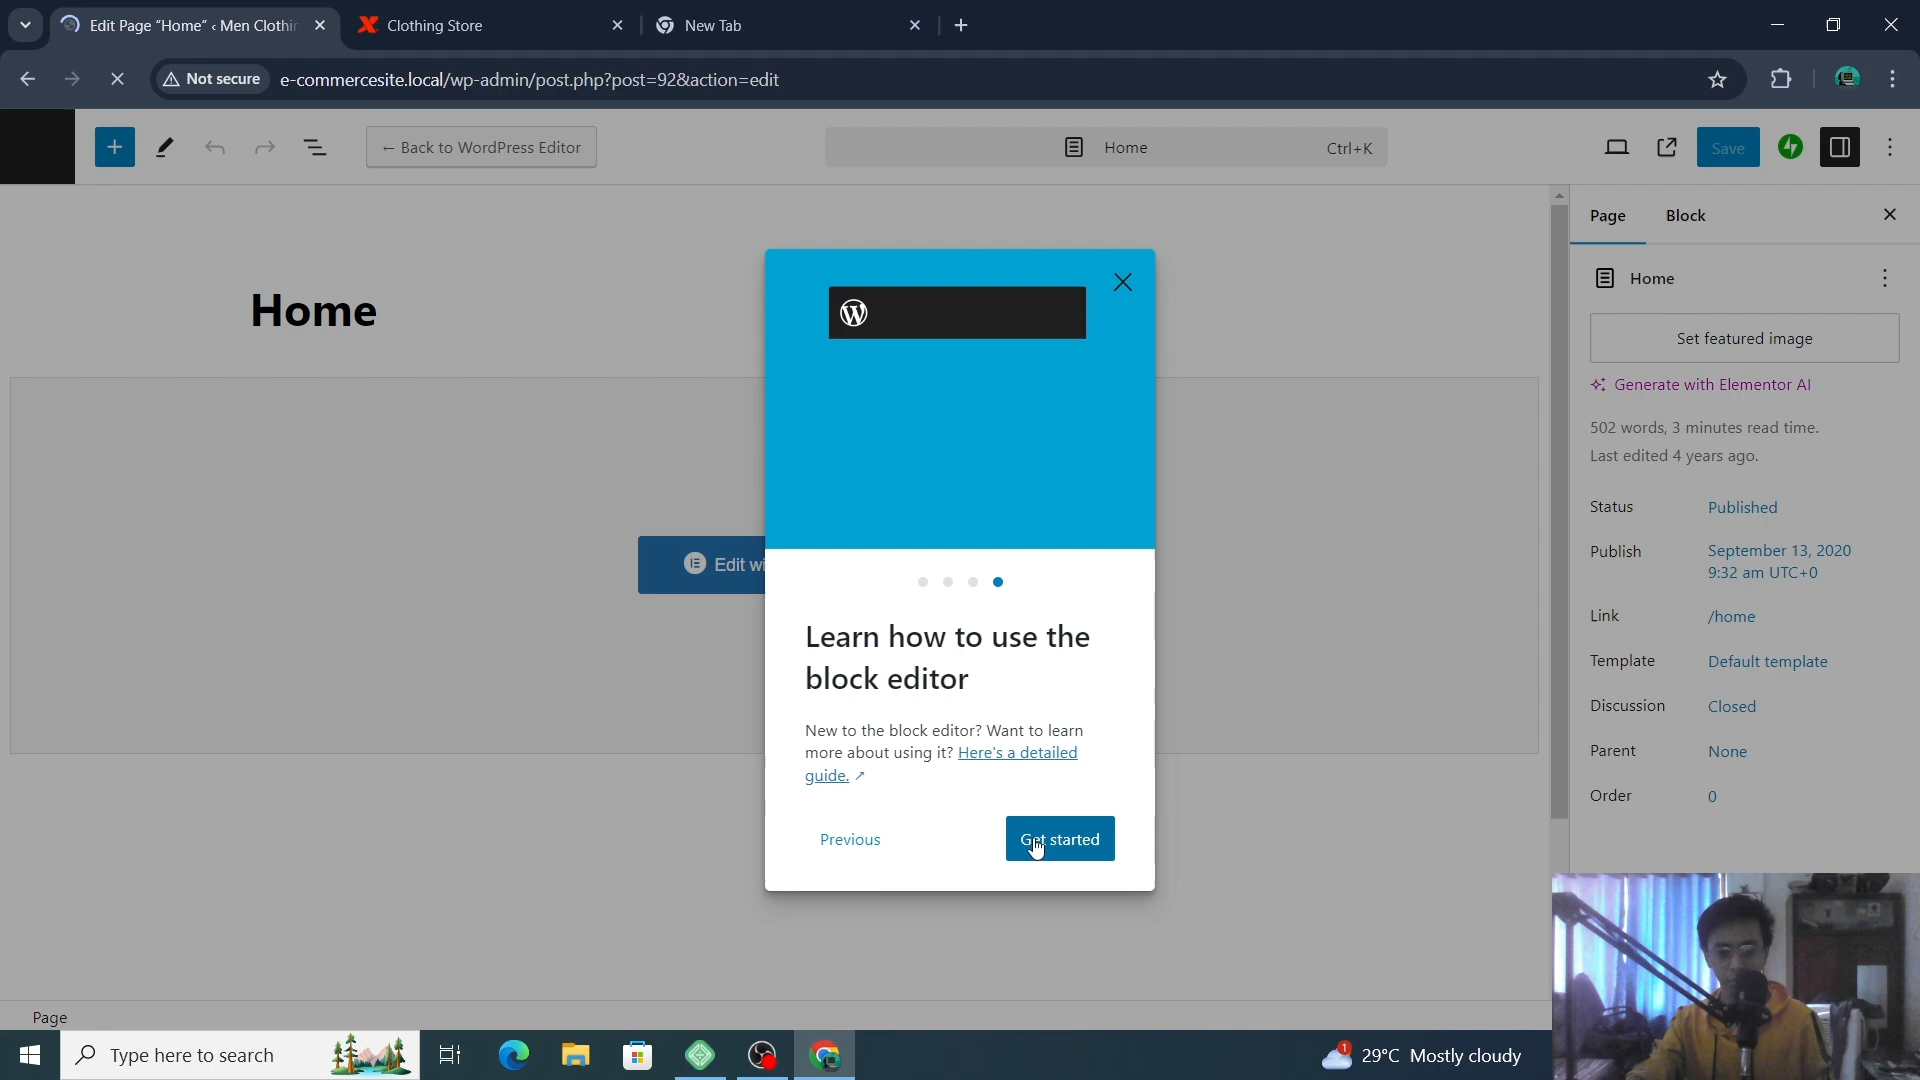 Edit Page “Home” ‹ Men Clothin
Clothing Store
New Tab
Not secure
e-commercesite.local/wp-admin/post.php?post=92&action=edit
← Back to WordPress Editor
Home
Ctrl+K
Save
Page
Block
Home
Home
Set featured image
Generate with Elementor AI
502 words, 3 minutes read time.
Last edited 4 years ago.
Status
Published
Publish
September 13, 2020
9:32 am UTC+0
Link
/home
Template
Default template
Discussion
Closed
Parent
None
Order
0
Edit wi
Learn how to use the
block editor
New to the block editor? Want to learn
more about using it? Here's a detailed
guide. ↗
Previous
Get started
Page
Type here to search
1
29°C Mostly cloudy